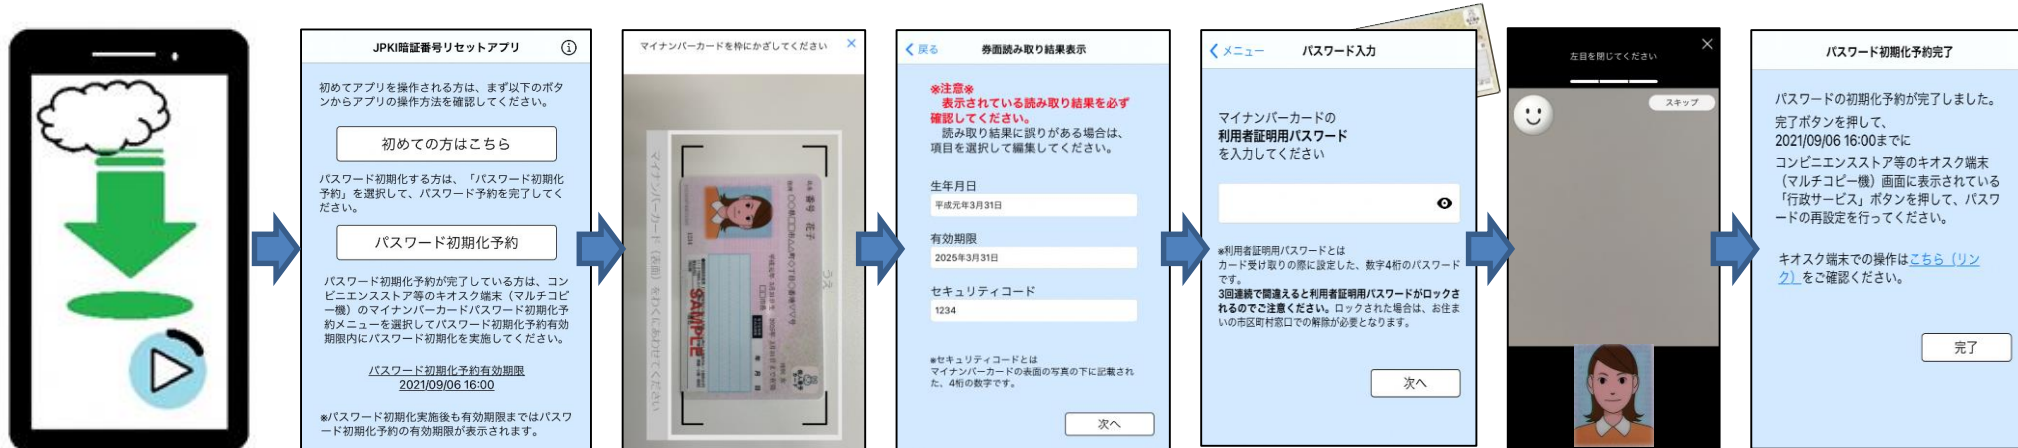 JPKI暗証番号リセットアプリ
初めてアプリを操作される方は、まず以下のボタ
ンからアプリの操作方法を確認してください。
初めての方はこちら
パスワード初期化する方は、「パスワード初期化
予約」を選択して、パスワード予約を完了してく
ださい。
パスワード初期化予約
パスワード初期化予約が完了している方は、コン
ビニエンスストア等のキオスク端末（マルチコピ
ー機）のマイナンバーカードパスワード初期化予
約メニューを選択してパスワード初期化予約有効
期限内にパスワード初期化を実施してください。
パスワード初期化予約有効期限
2021/09/06 16:00
※パスワード初期化実施後も有効期限まではパスワ
ード初期化予約の有効期限が表示されます。
マイナンバーカードを枠にかざしてください
マイナンバーカード（表面）をわくにあわせてください
うえ
氏名 番号 花子
1234
SAMPLE
戻る
券面読み取り結果表示
※注意※
表示されている読み取り結果を必ず
確認してください。
読み取り結果に誤りがある場合は、
項目を選択して編集してください。
生年月日
平成元年3月31日
有効期限
2025年3月31日
セキュリティコード
1234
※セキュリティコードとは
マイナンバーカードの表面の写真の下に記載され
た、4桁の数字です。
次へ
メニュー
パスワード入力
マイナンバーカードの
利用者証明用パスワード
を入力してください
※利用者証明用パスワードとは
カード受け取りの際に設定した、数字4桁のパスワード
です。
3回連続で間違えると利用者証明用パスワードがロックさ
れるのでご注意ください。ロックされた場合は、お住ま
いの市区町村窓口での解除が必要となります。
次へ
左目を閉じてください
スキップ
パスワード初期化予約完了
パスワードの初期化予約が完了しました。
完了ボタンを押して、
2021/09/06 16:00までに
コンビニエンスストア等のキオスク端末
（マルチコピー機）画面に表示されている
「行政サービス」ボタンを押して、パスワ
ードの再設定を行ってください。
キオスク端末での操作はこちら（リン
ク）をご確認ください。
完了